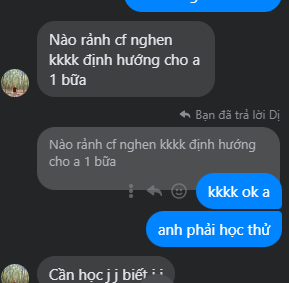 Nào rảnh cf nghen
kkkk định hướng cho a
1 bữa
Bạn đã trả lời Dị
Nào rảnh cf nghen kkkk định hướng
cho a 1 bữa
kkkk ok a
anh phải học thử
Cần học j j biết j j